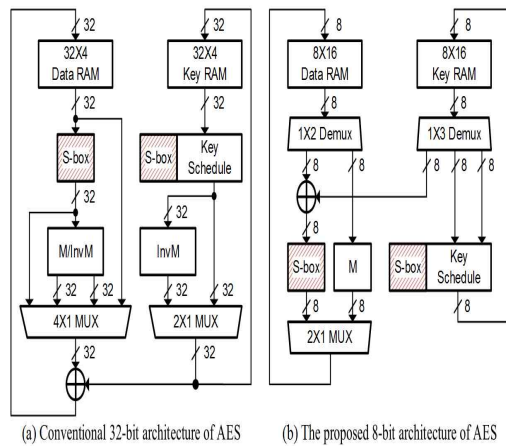 32
32
32X4
Data RAM
32X4
Key RAM
32
32
S-box
S-box
Key
Schedule
32
32
M/InvM
InvM
32
32
32
32
32
4X1 MUX
2X1 MUX
32
32
(a) Conventional 32-bit architecture of AES
8
8
8X16
Data RAM
8X16
Key RAM
8
8
1X2 Demux
1X3 Demux
8
8
8
8
8
8
S-box
M
S-box
Key
Schedule
8
8
8
2X1 MUX
(b) The proposed 8-bit architecture of AES